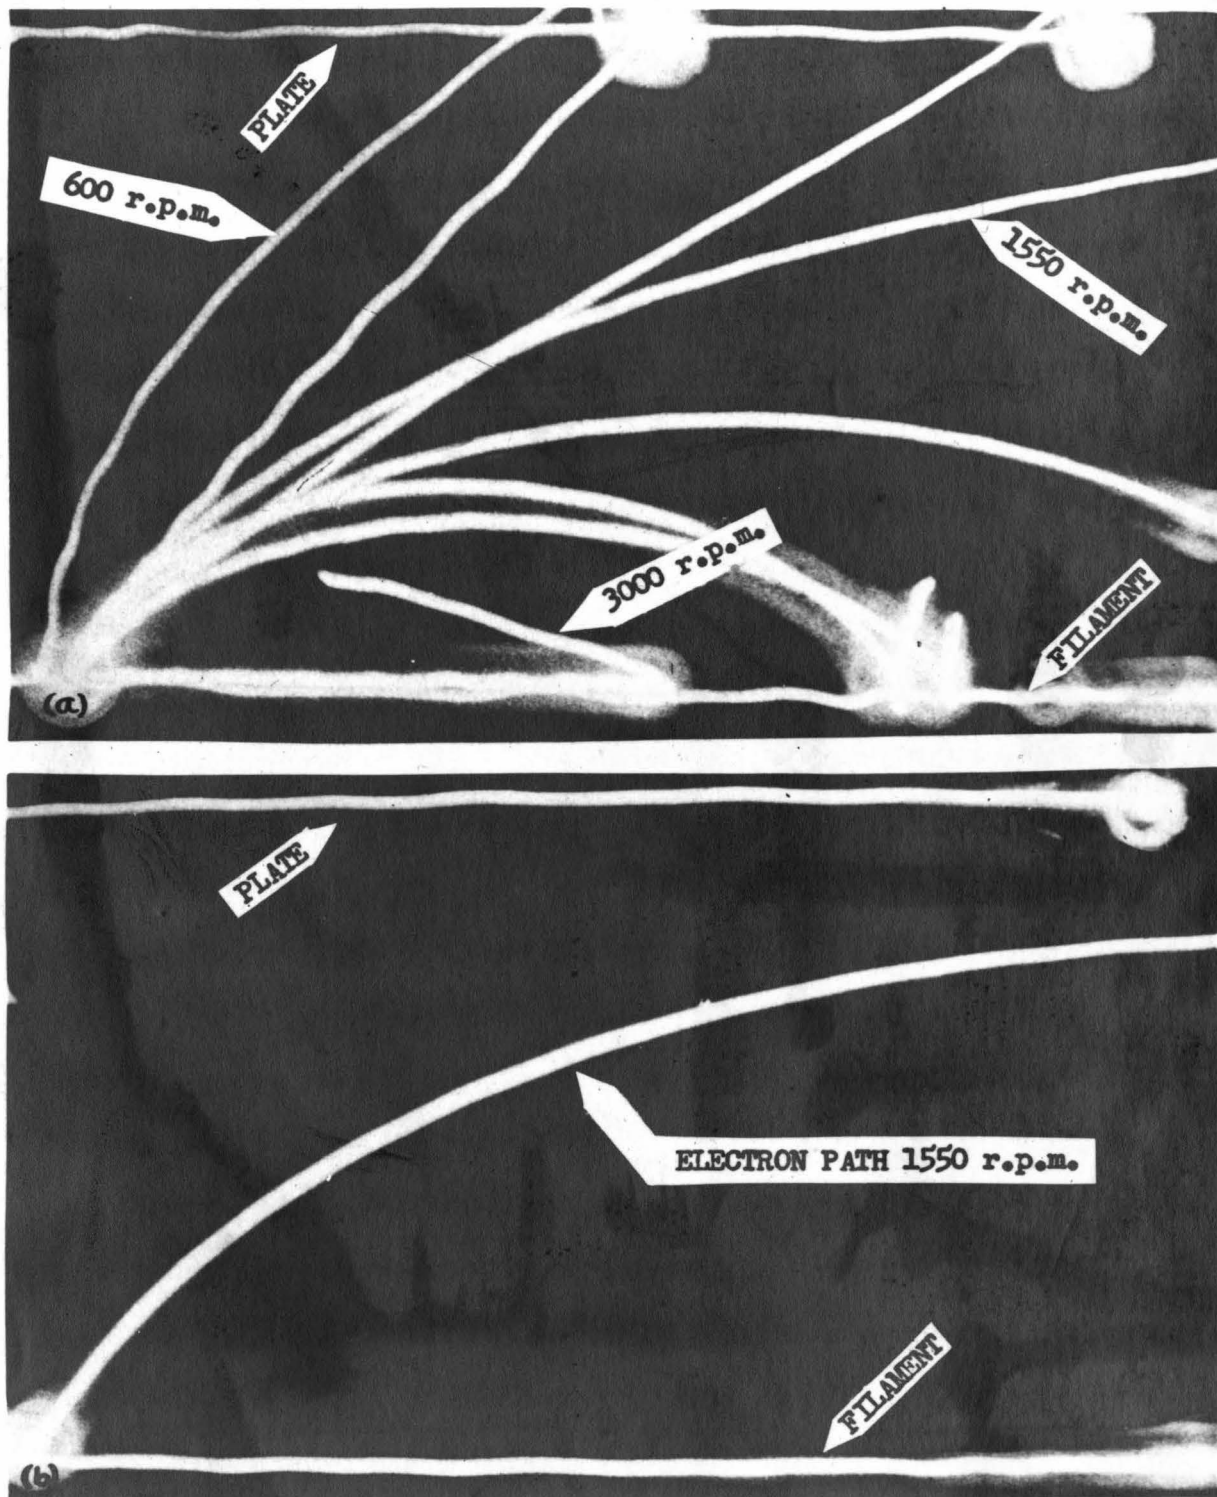 PLATE
600 r.p.m.
1550 r.p.m.
3000 r.p.m.
FILAMENT
(a)
PLATE
ELECTRON PATH 1550 r.p.m.
FILAMENT
(b)